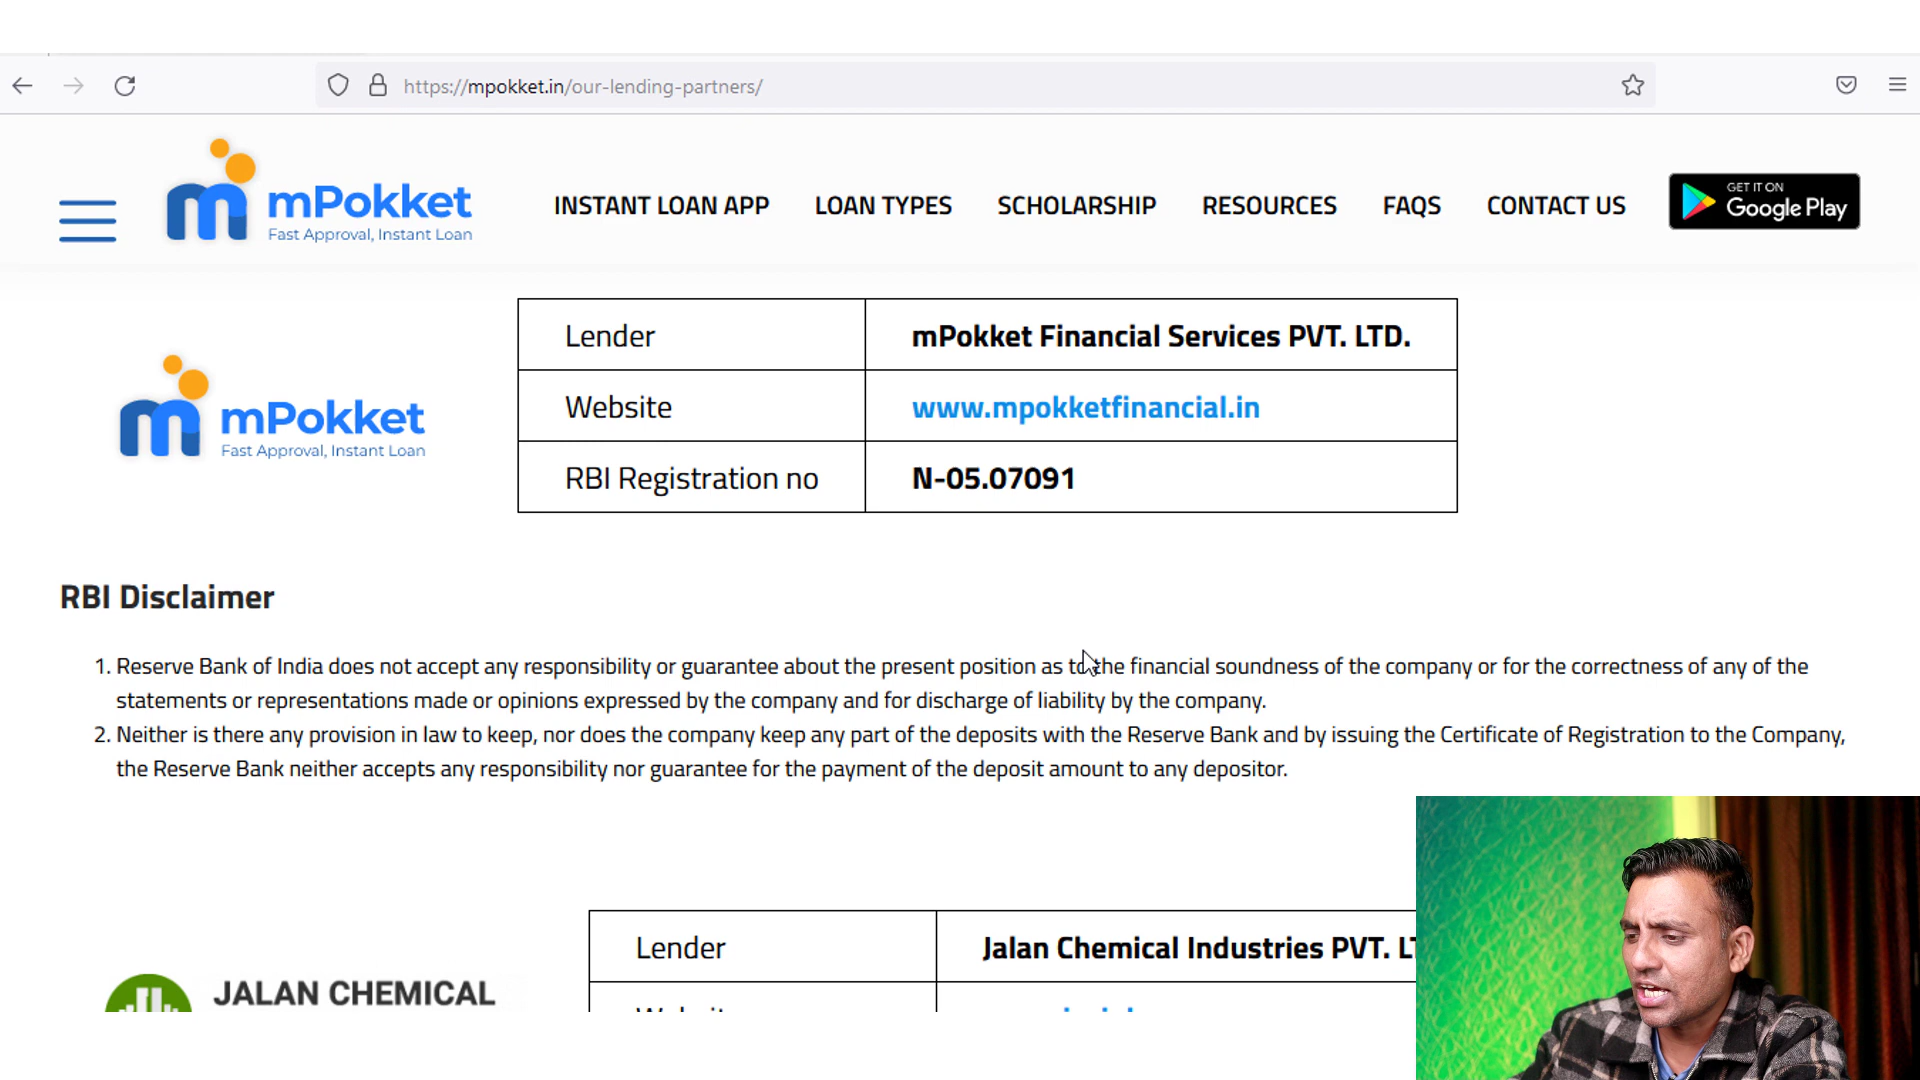 https://mpokket.in/our-lending-partners/
mPokket
Fast Approval, Instant Loan
INSTANT LOAN APP
LOAN TYPES
SCHOLARSHIP
RESOURCES
FAQS
CONTACT US
GET IT ON
Google Play
mPokket
Fast Approval, Instant Loan
Lender mPokket Financial Services PVT. LTD.
Website www.mpokketfinancial.in
RBI Registration no N-05.07091
RBI Disclaimer
1. Reserve Bank of India does not accept any responsibility or guarantee about the present position as to the financial soundness of the company or for the correctness of any of the
statements or representations made or opinions expressed by the company and for discharge of liability by the company.
2. Neither is there any provision in law to keep, nor does the company keep any part of the deposits with the Reserve Bank and by issuing the Certificate of Registration to the Company,
the Reserve Bank neither accepts any responsibility nor guarantee for the payment of the deposit amount to any depositor.
JALAN CHEMICAL
Lender Jalan Chemical Industries PVT. LT